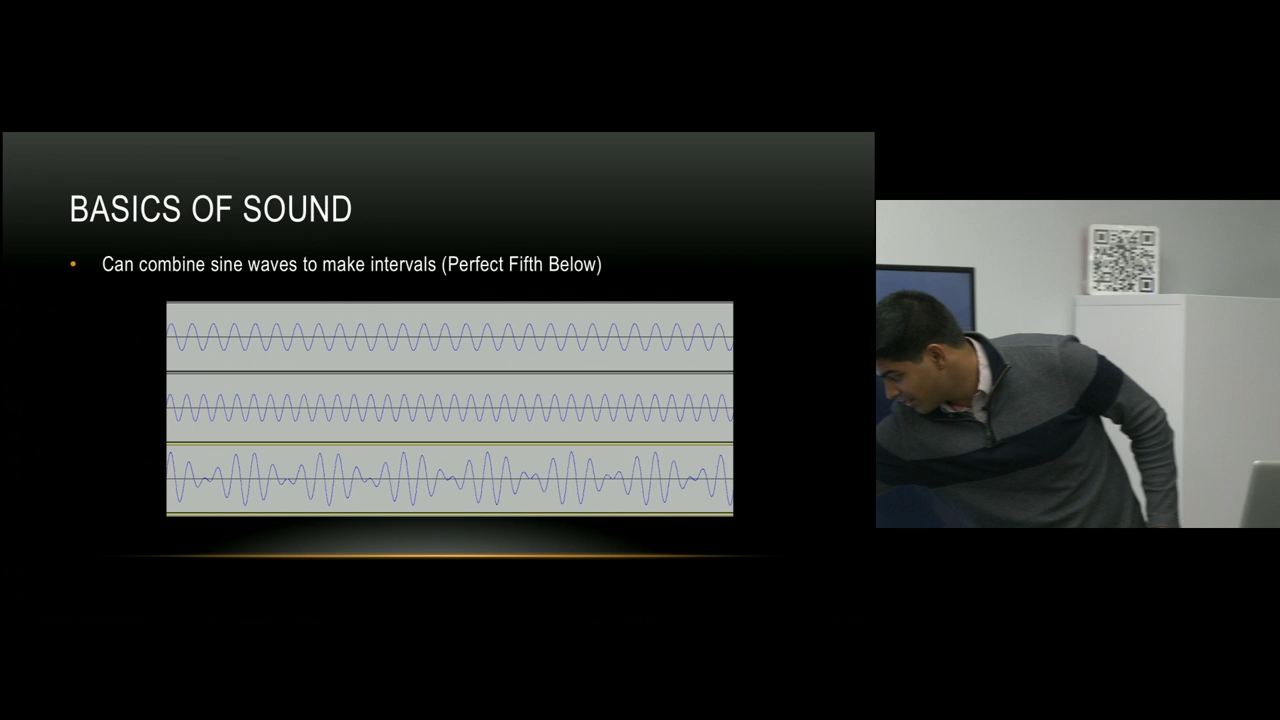 BASICS OF SOUND
• Can combine sine waves to make intervals (Perfect Fifth Below)